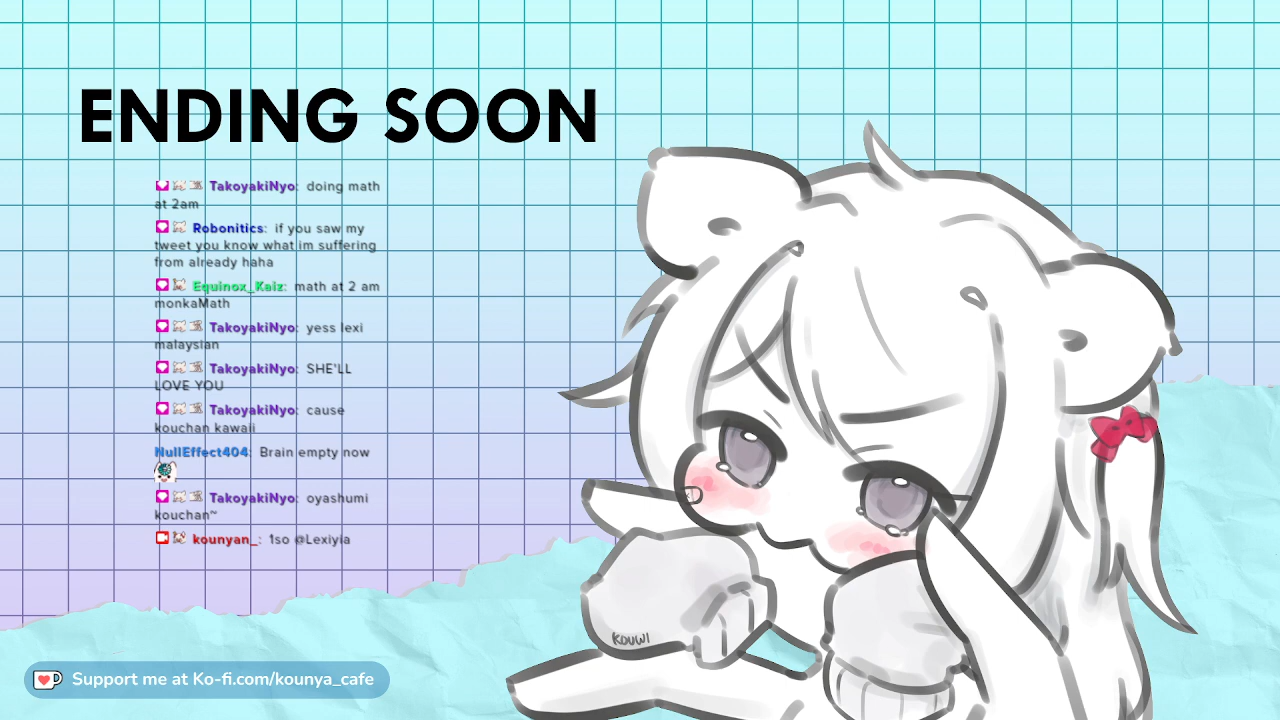 ENDING SOON
TakoyakiNyo: doing math
at 2am
Robonitics: if you saw my
tweet you know what im suffering
from already haha
Equinox_Kaiz: math at 2 am
monkaMath
TakoyakiNyo: yess lexi
malaysian
TakoyakiNyo: SHE'LL
LOVE YOU
TakoyakiNyo: cause
kouchan kawaii
NullEffect404: Brain empty now
TakoyakiNyo: oyashumi
kouchan~
kounyan_: !so @Lexiyia
KOUWI
Support me at Ko-fi.com/kounya_cafe